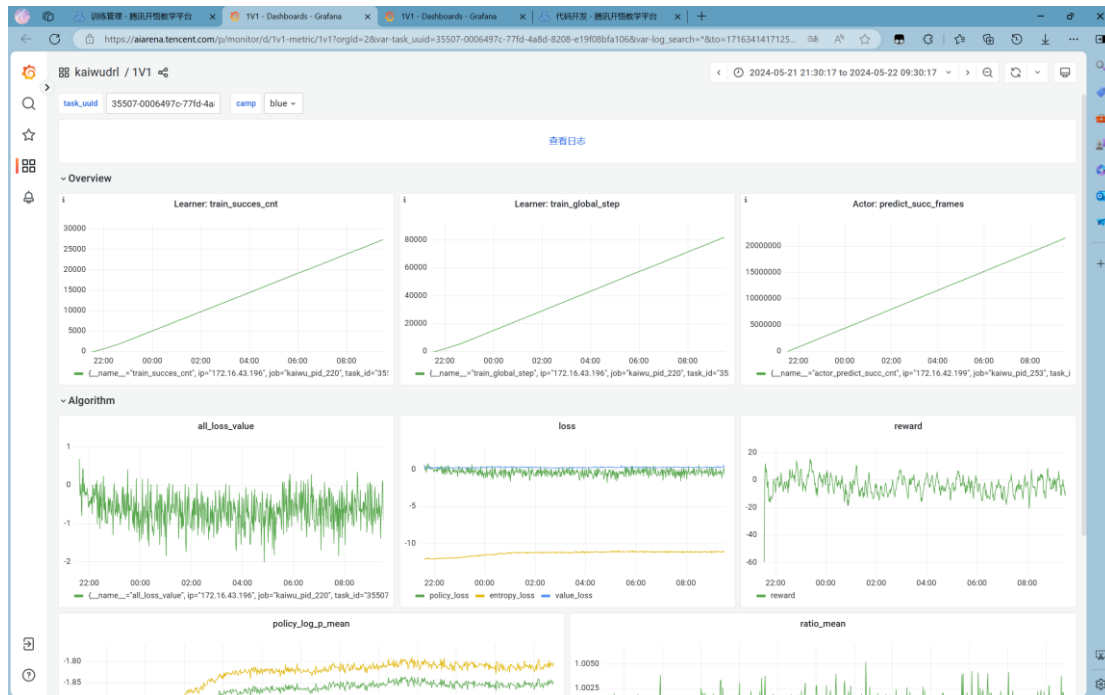 训练管理 - 腾讯开悟教学平台
1V1 - Dashboards - Grafana
1V1 - Dashboards - Grafana
代码开发 - 腾讯开悟教学平台
https://aiarena.tencent.com/p/monitor/d/1v1-metric/1v1?orgId=2&var-task_uuid=35507-0006497c-77fd-4a8d-8208-e19f08bfa106&var-log_search=*&to=1716341417125...
kaiwudrl / 1V1
2024-05-21 21:30:17 to 2024-05-22 09:30:17
task_uuid 35507-0006497c-77fd-4a
camp blue
查看日志
Overview
Learner: train_succes_cnt
30000
25000
20000
15000
10000
5000
0
22:00 00:00 02:00 04:00 06:00 08:00
{__name__="train_succes_cnt", ip="172.16.43.196", job="kaiwu_pid_220", task_id="355
Learner: train_global_step
80000
60000
40000
20000
0
22:00 00:00 02:00 04:00 06:00 08:00
{__name__="train_global_step", ip="172.16.43.196", job="kaiwu_pid_220", task_id="35
Actor: predict_succ_frames
20000000
15000000
10000000
5000000
0
22:00 00:00 02:00 04:00 06:00 08:00
{__name__="actor_predict_succ_cnt", ip="172.16.42.199", job="kaiwu_pid_253", task_i
Algorithm
all_loss_value
1
0
-1
-2
22:00 00:00 02:00 04:00 06:00 08:00
{__name__="all_loss_value", ip="172.16.43.196", job="kaiwu_pid_220", task_id="35507
loss
0
-5
-10
22:00 00:00 02:00 04:00 06:00 08:00
policy_loss entropy_loss value_loss
reward
20
0
-20
-40
-60
22:00 00:00 02:00 04:00 06:00 08:00
reward
policy_log_p_mean
-1.80
-1.85
ratio_mean
1.0050
1.0025